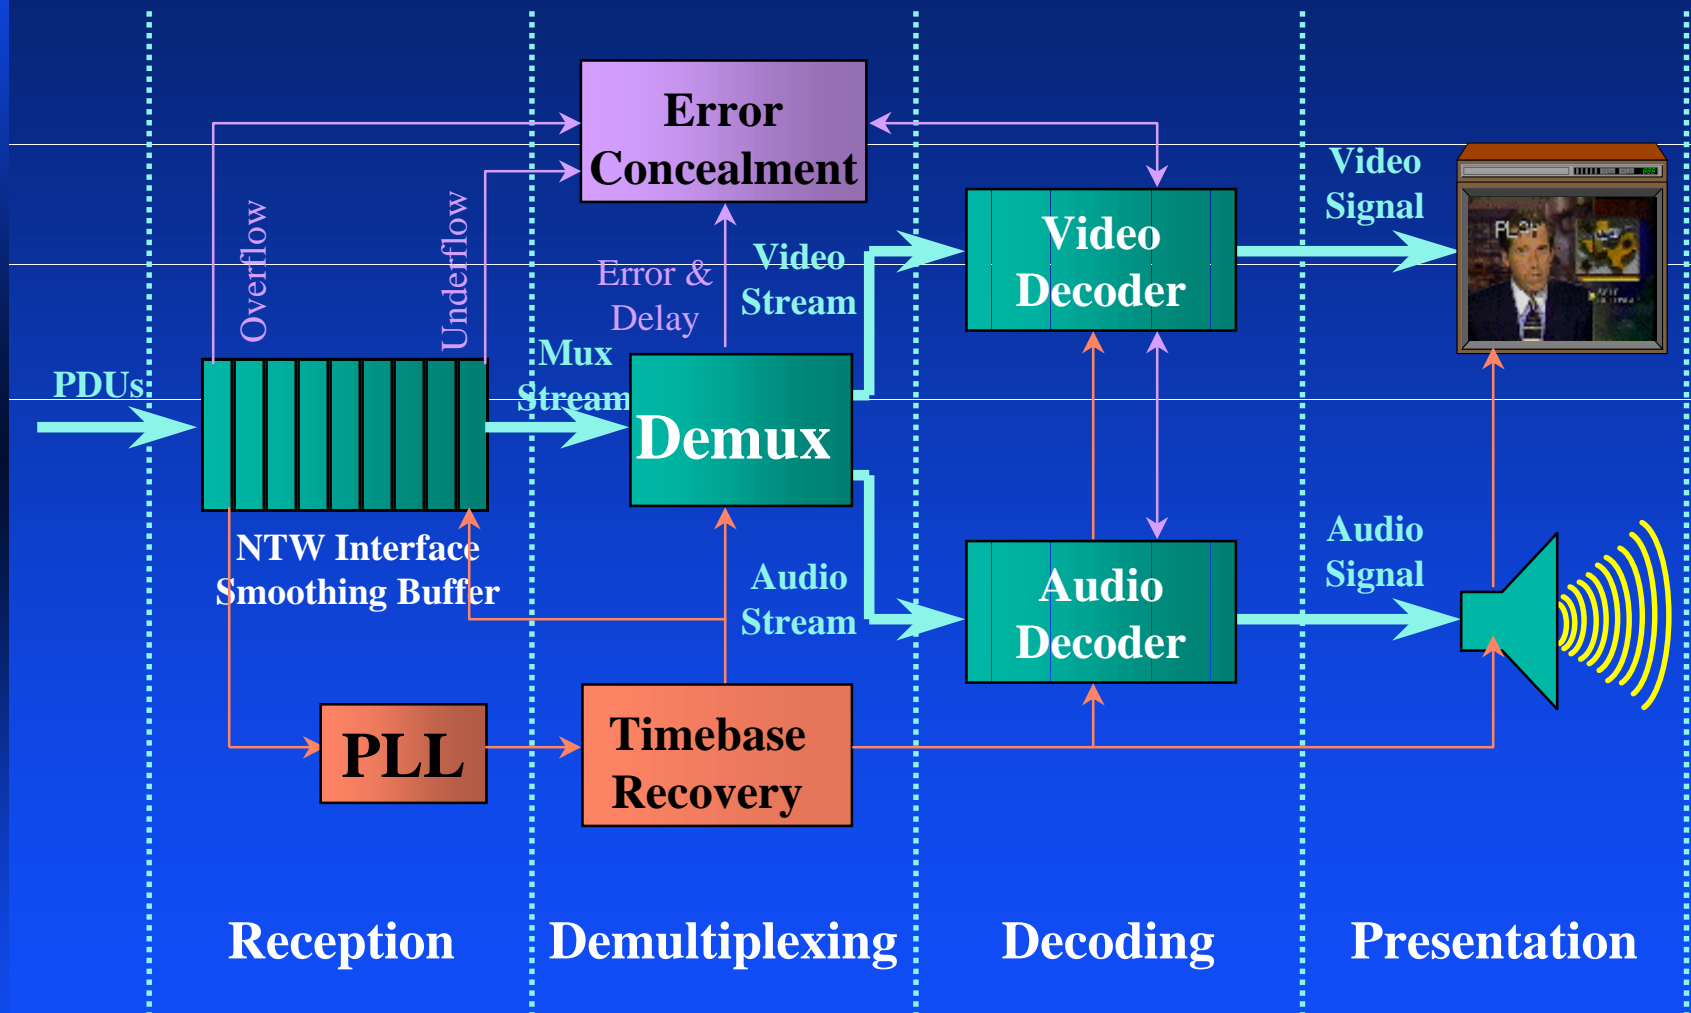 Error
Concealment
Overflow
Underflow
Error &
Delay
Video
Stream
Video
Decoder
Video
Signal
PLAY
PDUs
Mux
Stream
Demux
NTW Interface
Smoothing Buffer
Audio
Stream
Audio
Decoder
Audio
Signal
PLL
Timebase
Recovery
Reception
Demultiplexing
Decoding
Presentation